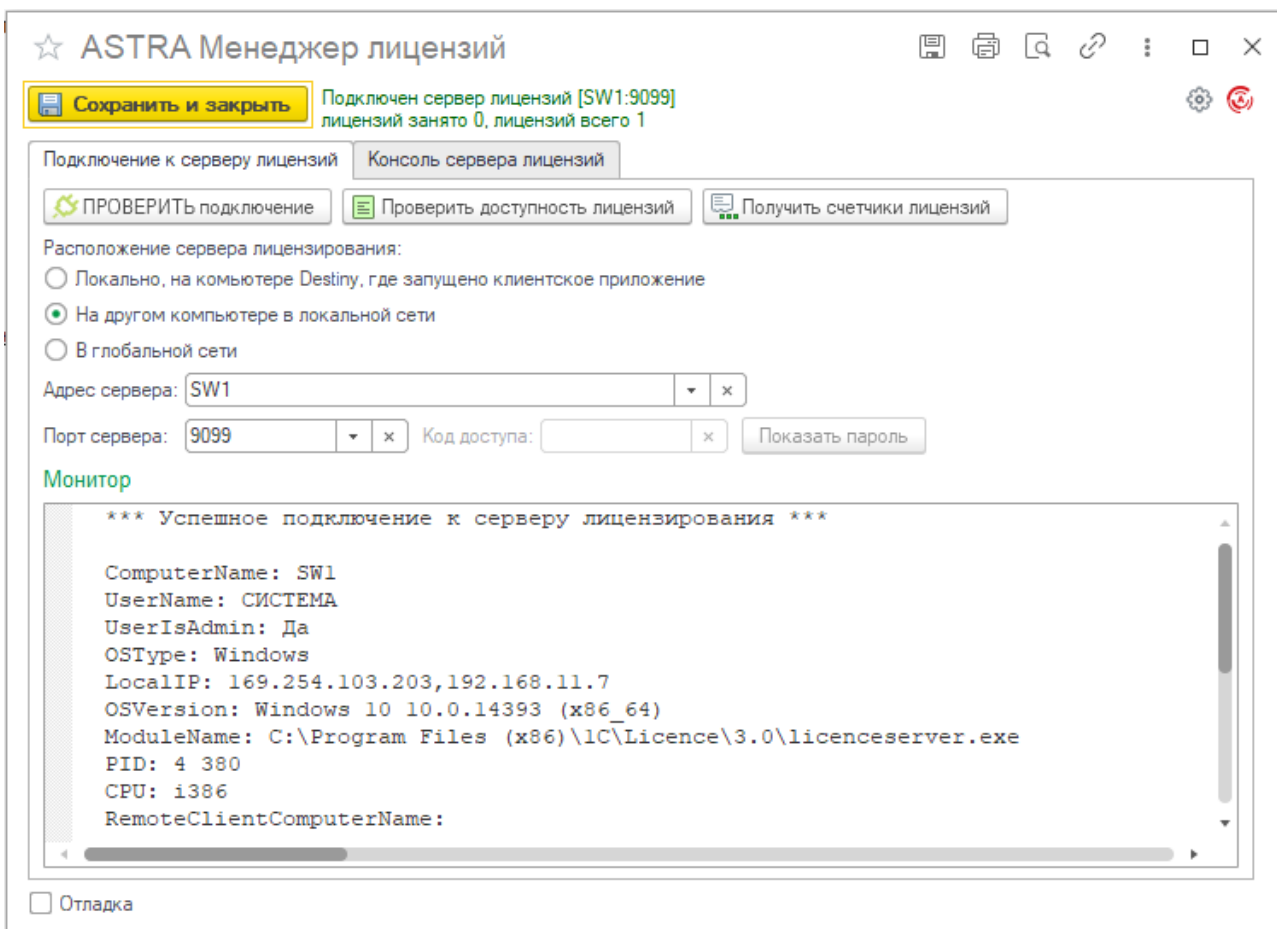 ASTRA Менеджер лицензий
Сохранить и закрыть
Подключен сервер лицензий [SW1:9099]
лицензий занято 0, лицензий всего 1
Подключение к серверу лицензий Консоль сервера лицензий
ПРОВЕРИТЬ подключение Проверить доступность лицензий Получить счетчики лицензий
Расположение сервера лицензирования:
Локально, на комьютере Destiny, где запущено клиентское приложение
На другом компьютере в локальной сети
В глобальной сети
Адрес сервера: SW1
Порт сервера: 9099 Код доступа: Показать пароль
Монитор
*** Успешное подключение к серверу лицензирования ***
ComputerName: SW1
UserName: СИСТЕМА
UserIsAdmin: Да
OSType: Windows
LocalIP: 169.254.103.203,192.168.11.7
OSVersion: Windows 10 10.0.14393 (x86_64)
ModuleName: C:\Program Files (x86)\1C\Licence\3.0\licenceserver.exe
PID: 4 380
CPU: i386
RemoteClientComputerName:
Отладка